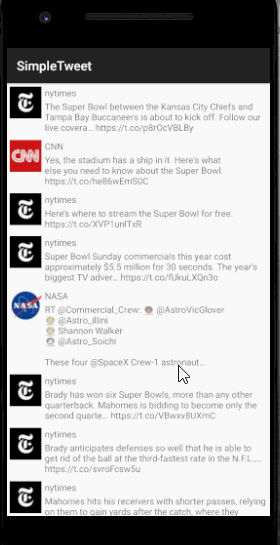 SimpleTweet
nytimes
The Super Bowl between the Kansas City Chiefs and
Tampa Bay Buccaneers is about to kick off. Follow our
live covera… https://t.co/p8rOcVBLBy
CNN
Yes, the stadium has a ship in it. Here's what
else you need to know about the Super Bowl.
https://t.co/he86wEmS0C
nytimes
Here's where to stream the Super Bowl for free.
https://t.co/XVP1unITxR
nytimes
Super Bowl Sunday commercials this year cost
approximately $5.5 million for 30 seconds. The year's
biggest TV adver… https://t.co/fUkuLXQn3o
NASA
RT @Commercial_Crew: 👨🏾‍🚀 @AstroVicGlover
👨🏼‍🚀 @Astro_illini
👩🏼‍🚀 Shannon Walker
👨🏻‍🚀 @Astro_Soichi
These four @SpaceX Crew-1 astronaut…
nytimes
Brady has won six Super Bowls, more than any other
quarterback. Mahomes is bidding to become only the
second quarte… https://t.co/VBwxv8UXmC
nytimes
Brady anticipates defenses so well that he is able to
get rid of the ball at the third-fastest rate in the N.F.L.,…
https://t.co/svroFcsw5u
nytimes
Mahomes hits his receivers with shorter passes, relying
on them to gain yards after the catch, where they